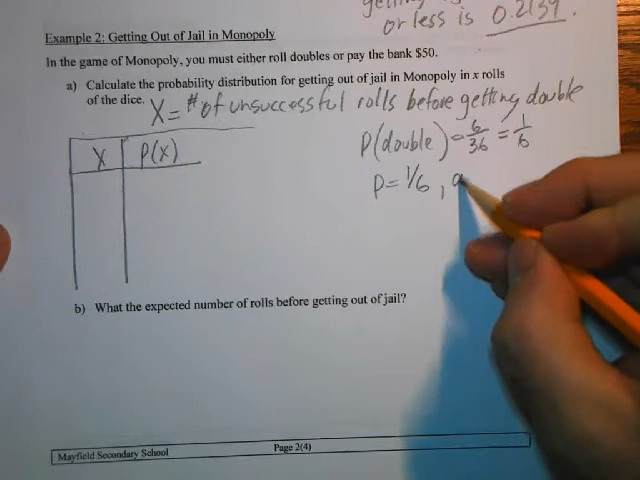 or less is 0.2139.
Example 2: Getting Out of Jail in Monopoly
In the game of Monopoly, you must either roll doubles or pay the bank $50.
a) Calculate the probability distribution for getting out of jail in Monopoly in x rolls
of the dice. X = # of unsuccessful rolls before getting double
X P(x)
P(double) = 6/36 = 1/6
P = 1/6,
b) What the expected number of rolls before getting out of jail?
Mayfield Secondary School Page 2(4)